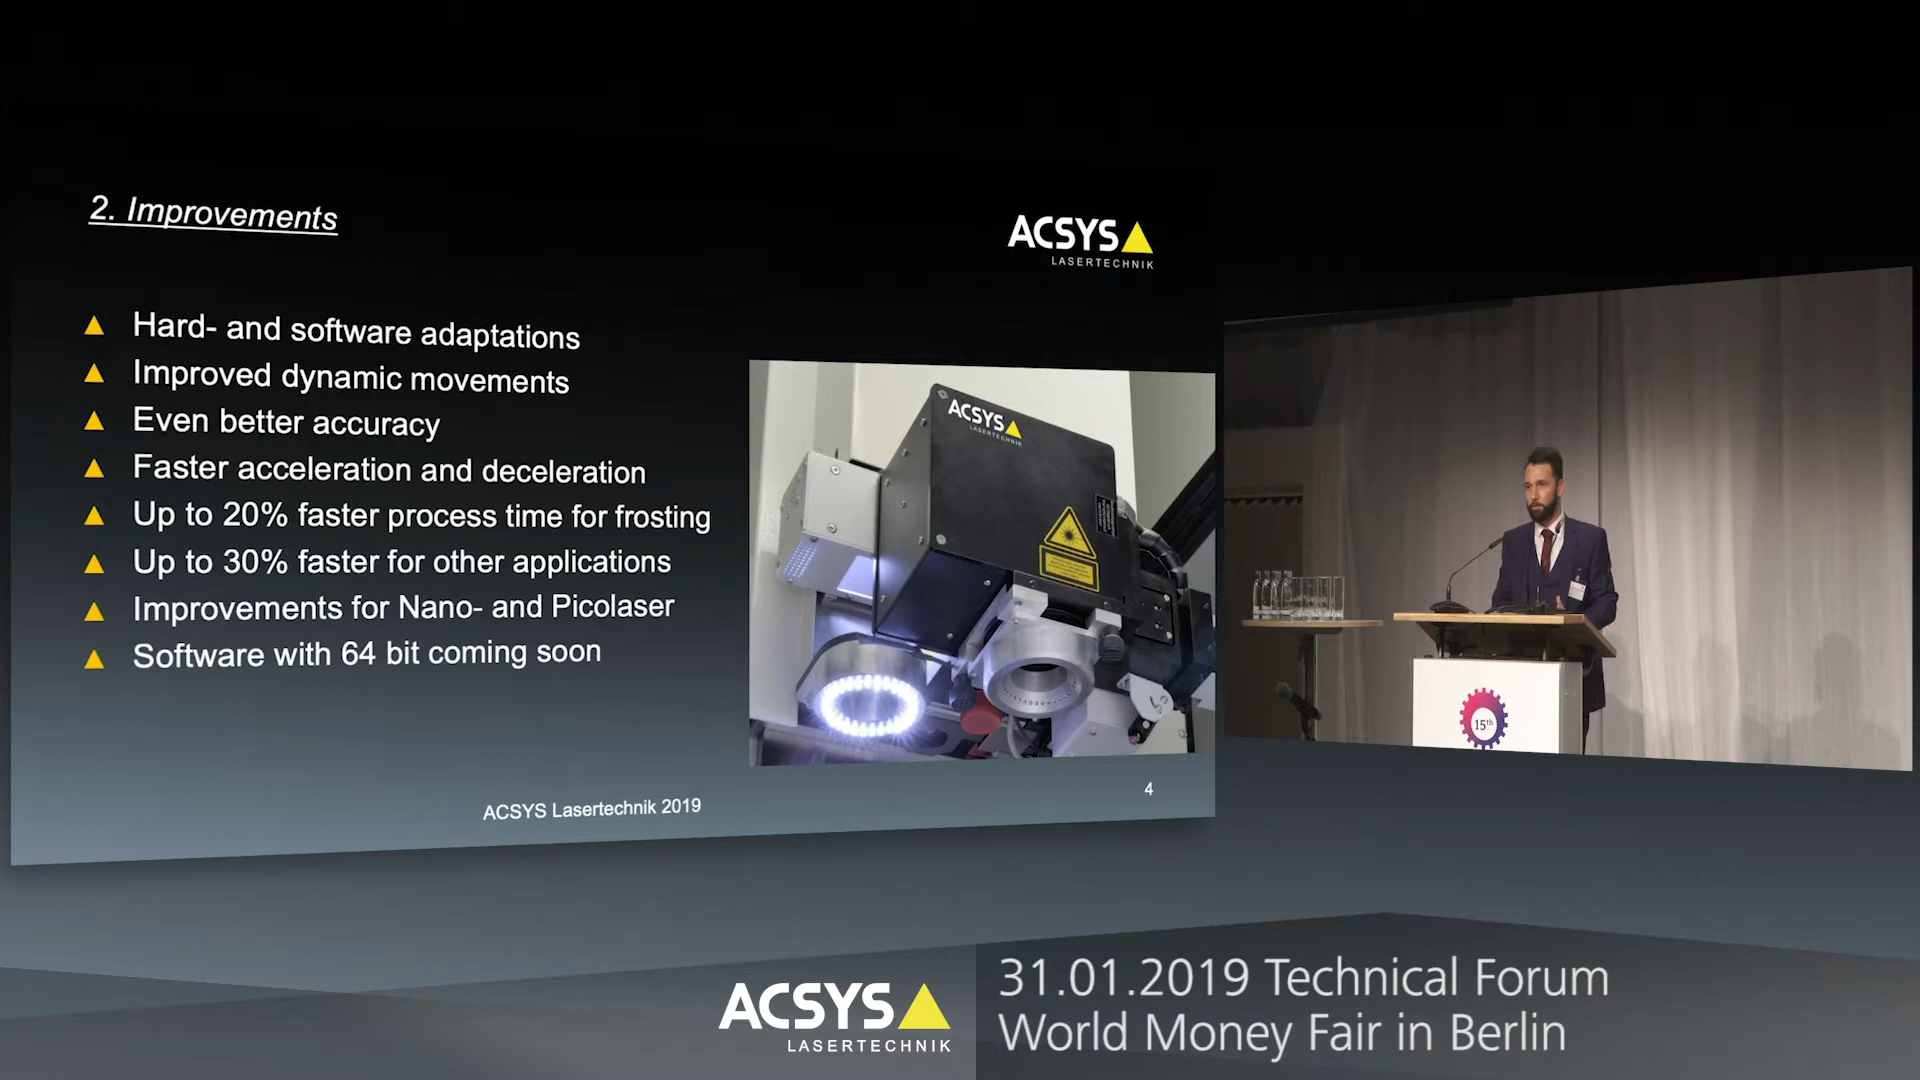 2. Improvements
ACSYS
LASERTECHNIK
Hard- and software adaptations
Improved dynamic movements
Even better accuracy
Faster acceleration and deceleration
Up to 20% faster process time for frosting
Up to 30% faster for other applications
Improvements for Nano- and Picolaser
Software with 64 bit coming soon
ACSYS
LASERTECHNIK
15th
ACSYS Lasertechnik 2019
4
ACSYS
LASERTECHNIK
31.01.2019 Technical Forum
World Money Fair in Berlin